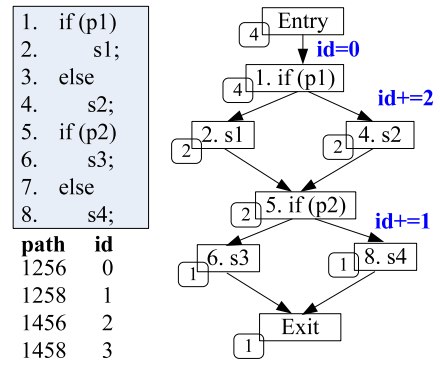 1. if (p1)
2. s1;
3. else
4. s2;
5. if (p2)
6. s3;
7. else
8. s4;
path id
1256 0
1258 1
1456 2
1458 3
Entry
4
id=0
1. if (p1)
4
id+=2
2. s1
2
4. s2
2
5. if (p2)
2
id+=1
6. s3
1
8. s4
1
Exit
1